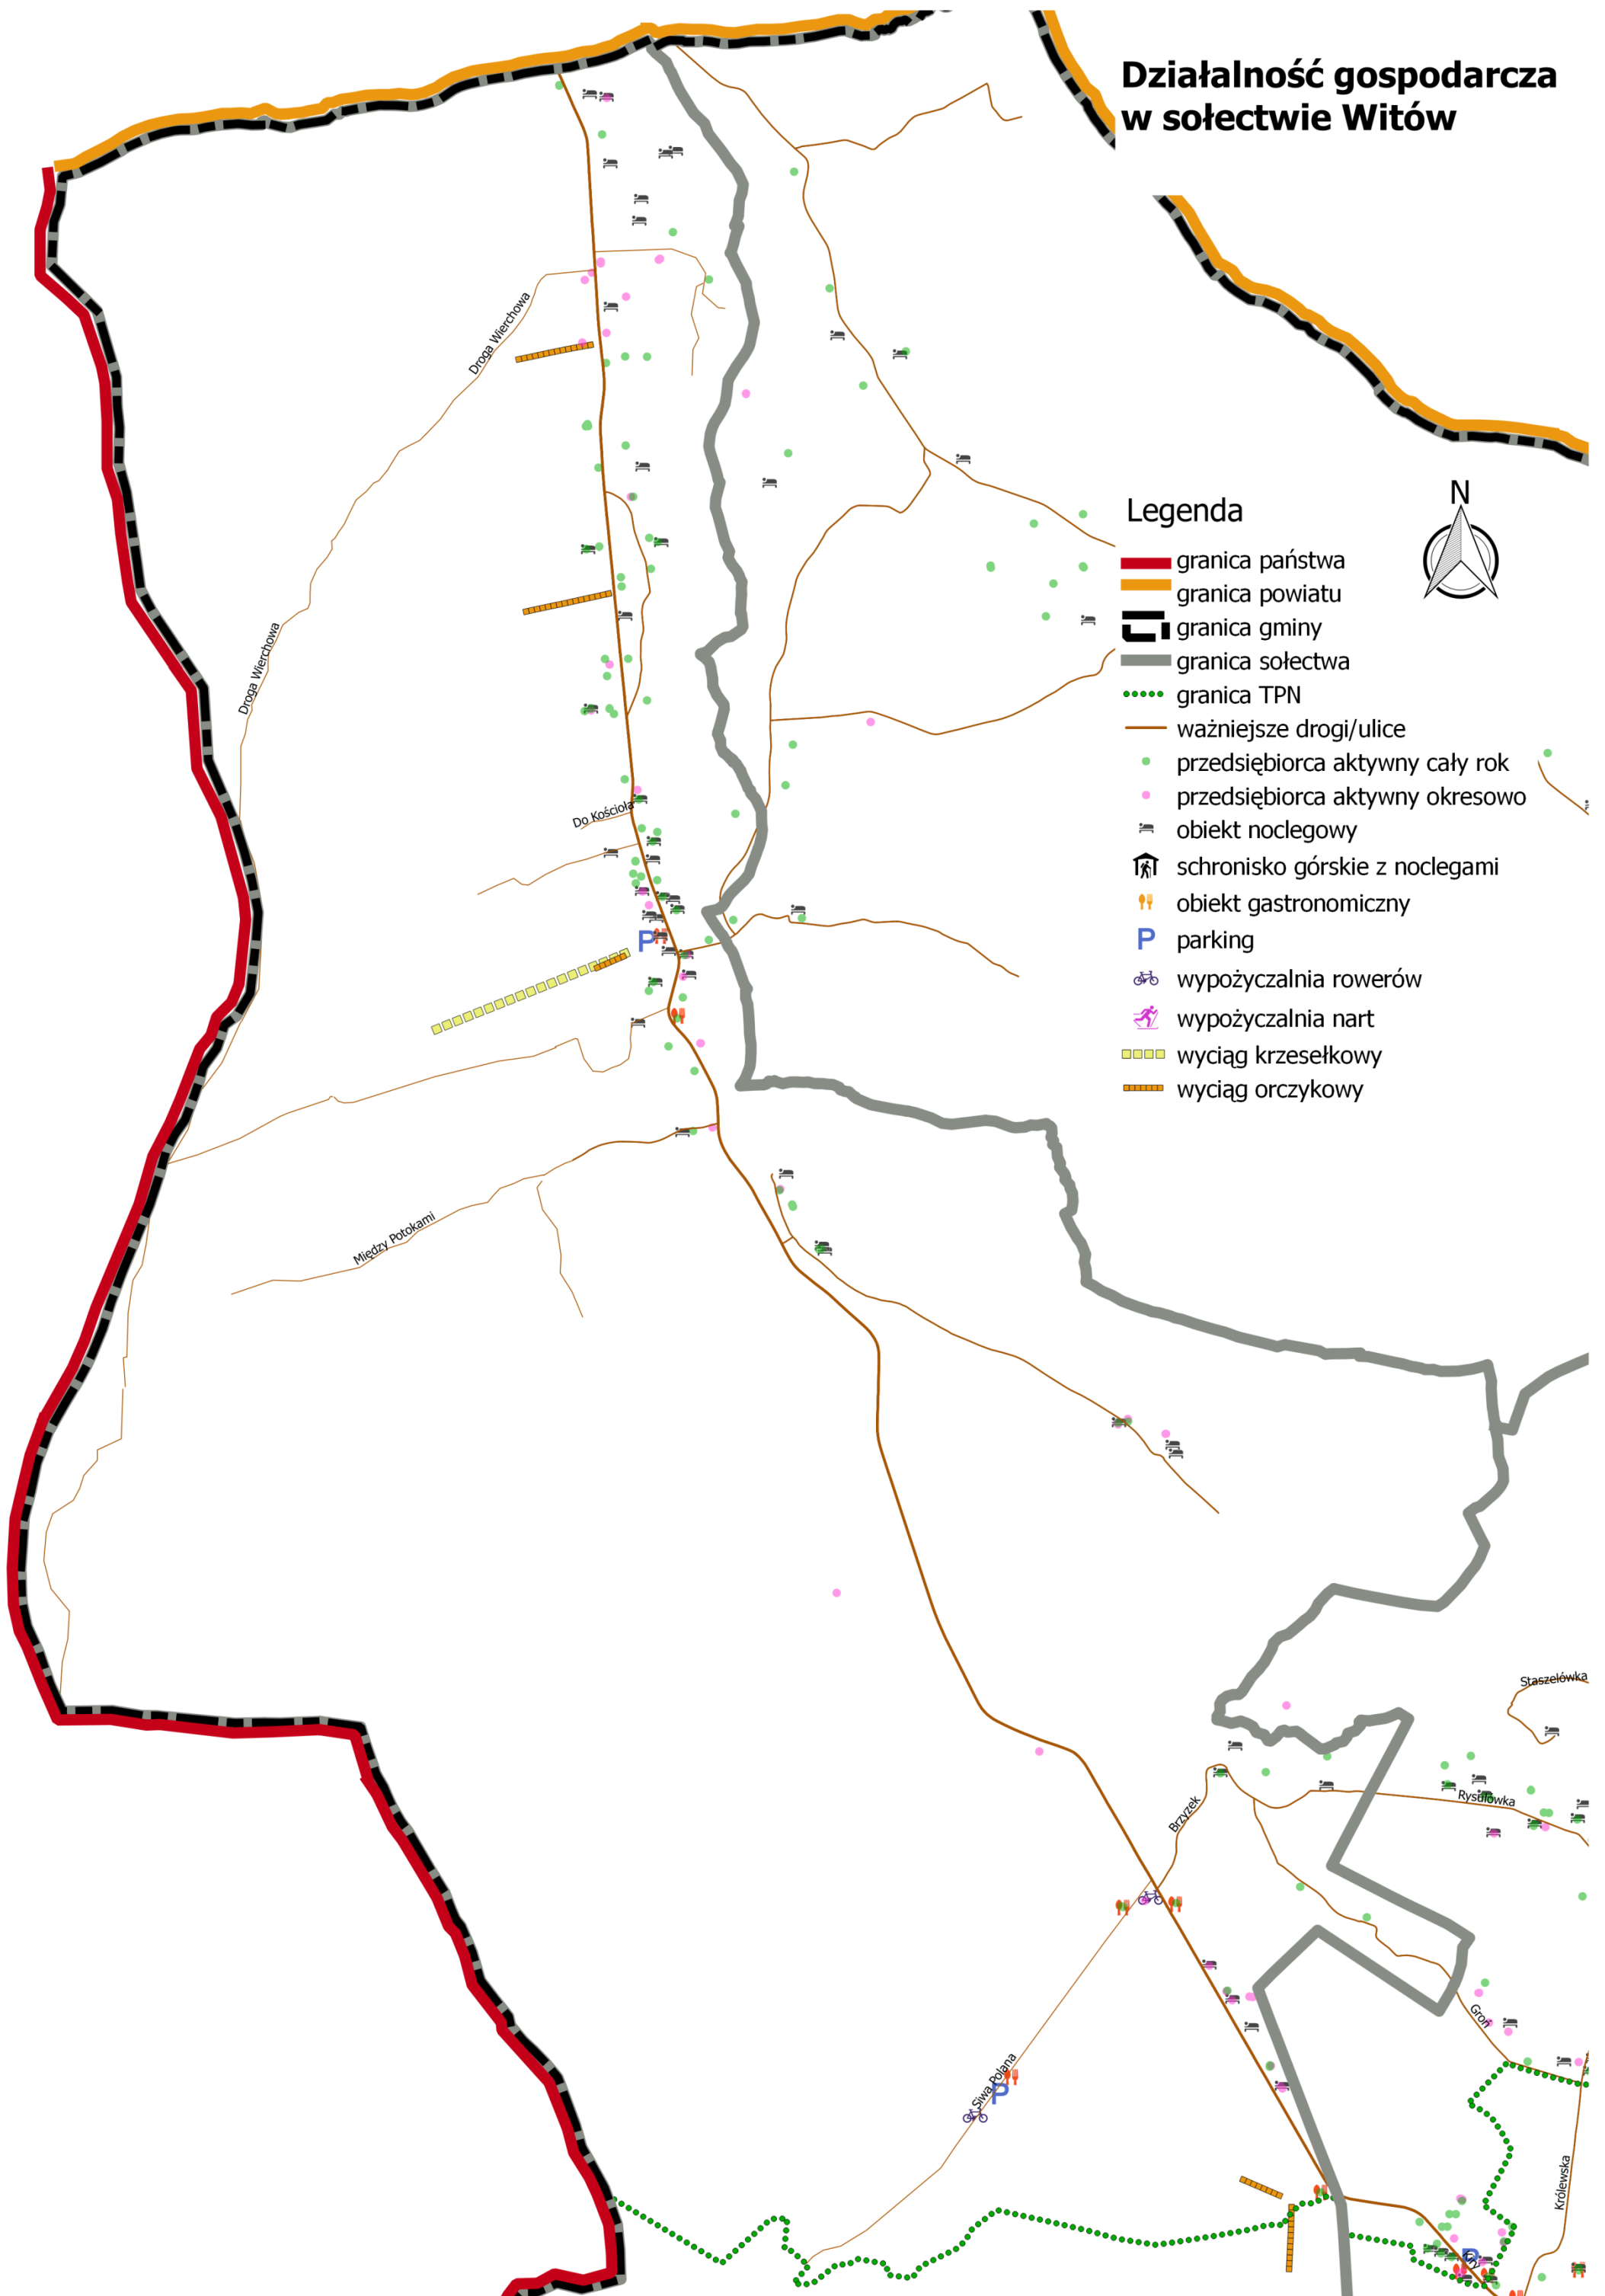 Działalność gospodarcza
w sołectwie Witów
Droga Wierchowa
N
Legenda
granica państwa
granica powiatu
granica gminy
Droga Wierchowa
granica sołectwa
granica TPN
ważniejsze drogi/ulice
przedsiębiorca aktywny cały rok
przedsiębiorca aktywny okresowo
Do Kościoła
obiekt noclegowy
schronisko górskie z noclegami
obiekt gastronomiczny
P
P parking
wypożyczalnia rowerów
wypożyczalnia nart
wyciąg krzesełkowy
wyciąg orczykowy
Między Potokami
Staszelówka
Rysulówka
Brzyzek
Groń
Siwa Polana
P
Królewska
P